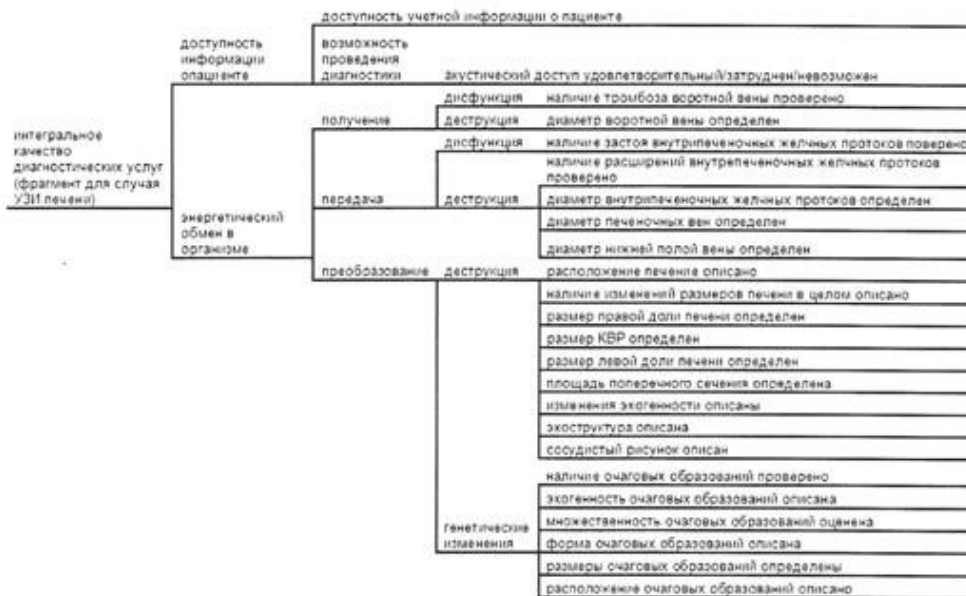 доступность учетной информации о пациенте
доступность
информации
опациенте
возможность
проведения
диагностики
акустический доступ удовлетворительный/затруднен/невозможен
дисфункция
наличие тромбоза воротной вены проверено
получение
деструкция
диаметр воротной вены определен
дисфункция
наличие застоя внутрипеченочных желчных протоков поверено
интегральное
качество
диагностических услуг
(фрагмент для случая
УЗИ печени)
наличие расширений внутрепеченочных желчных протоков
проверено
передача
деструкция
диаметр внутрипеченочных желчных протоков определен
диаметр печеночных вен определен
энергетический
обмен в
организме
диаметр нижней полой вены определен
преобразование
деструкция
расположение печение описано
наличие изменений размеров печени в целом описано
размер правой доли печени определен
размер КВР определен
размер левой доли печени определен
площадь поперечного сечения определена
изменения эхогенности описаны
эхоструктура описана
сосудистый рисунок описан
наличие очаговых образований проверено
эхогенность очаговых образований описана
множественность очаговых образований оценена
генетические
изменения
форма очаговых образований описана
размеры очаговых образований определены
расположение очаговых образований описано